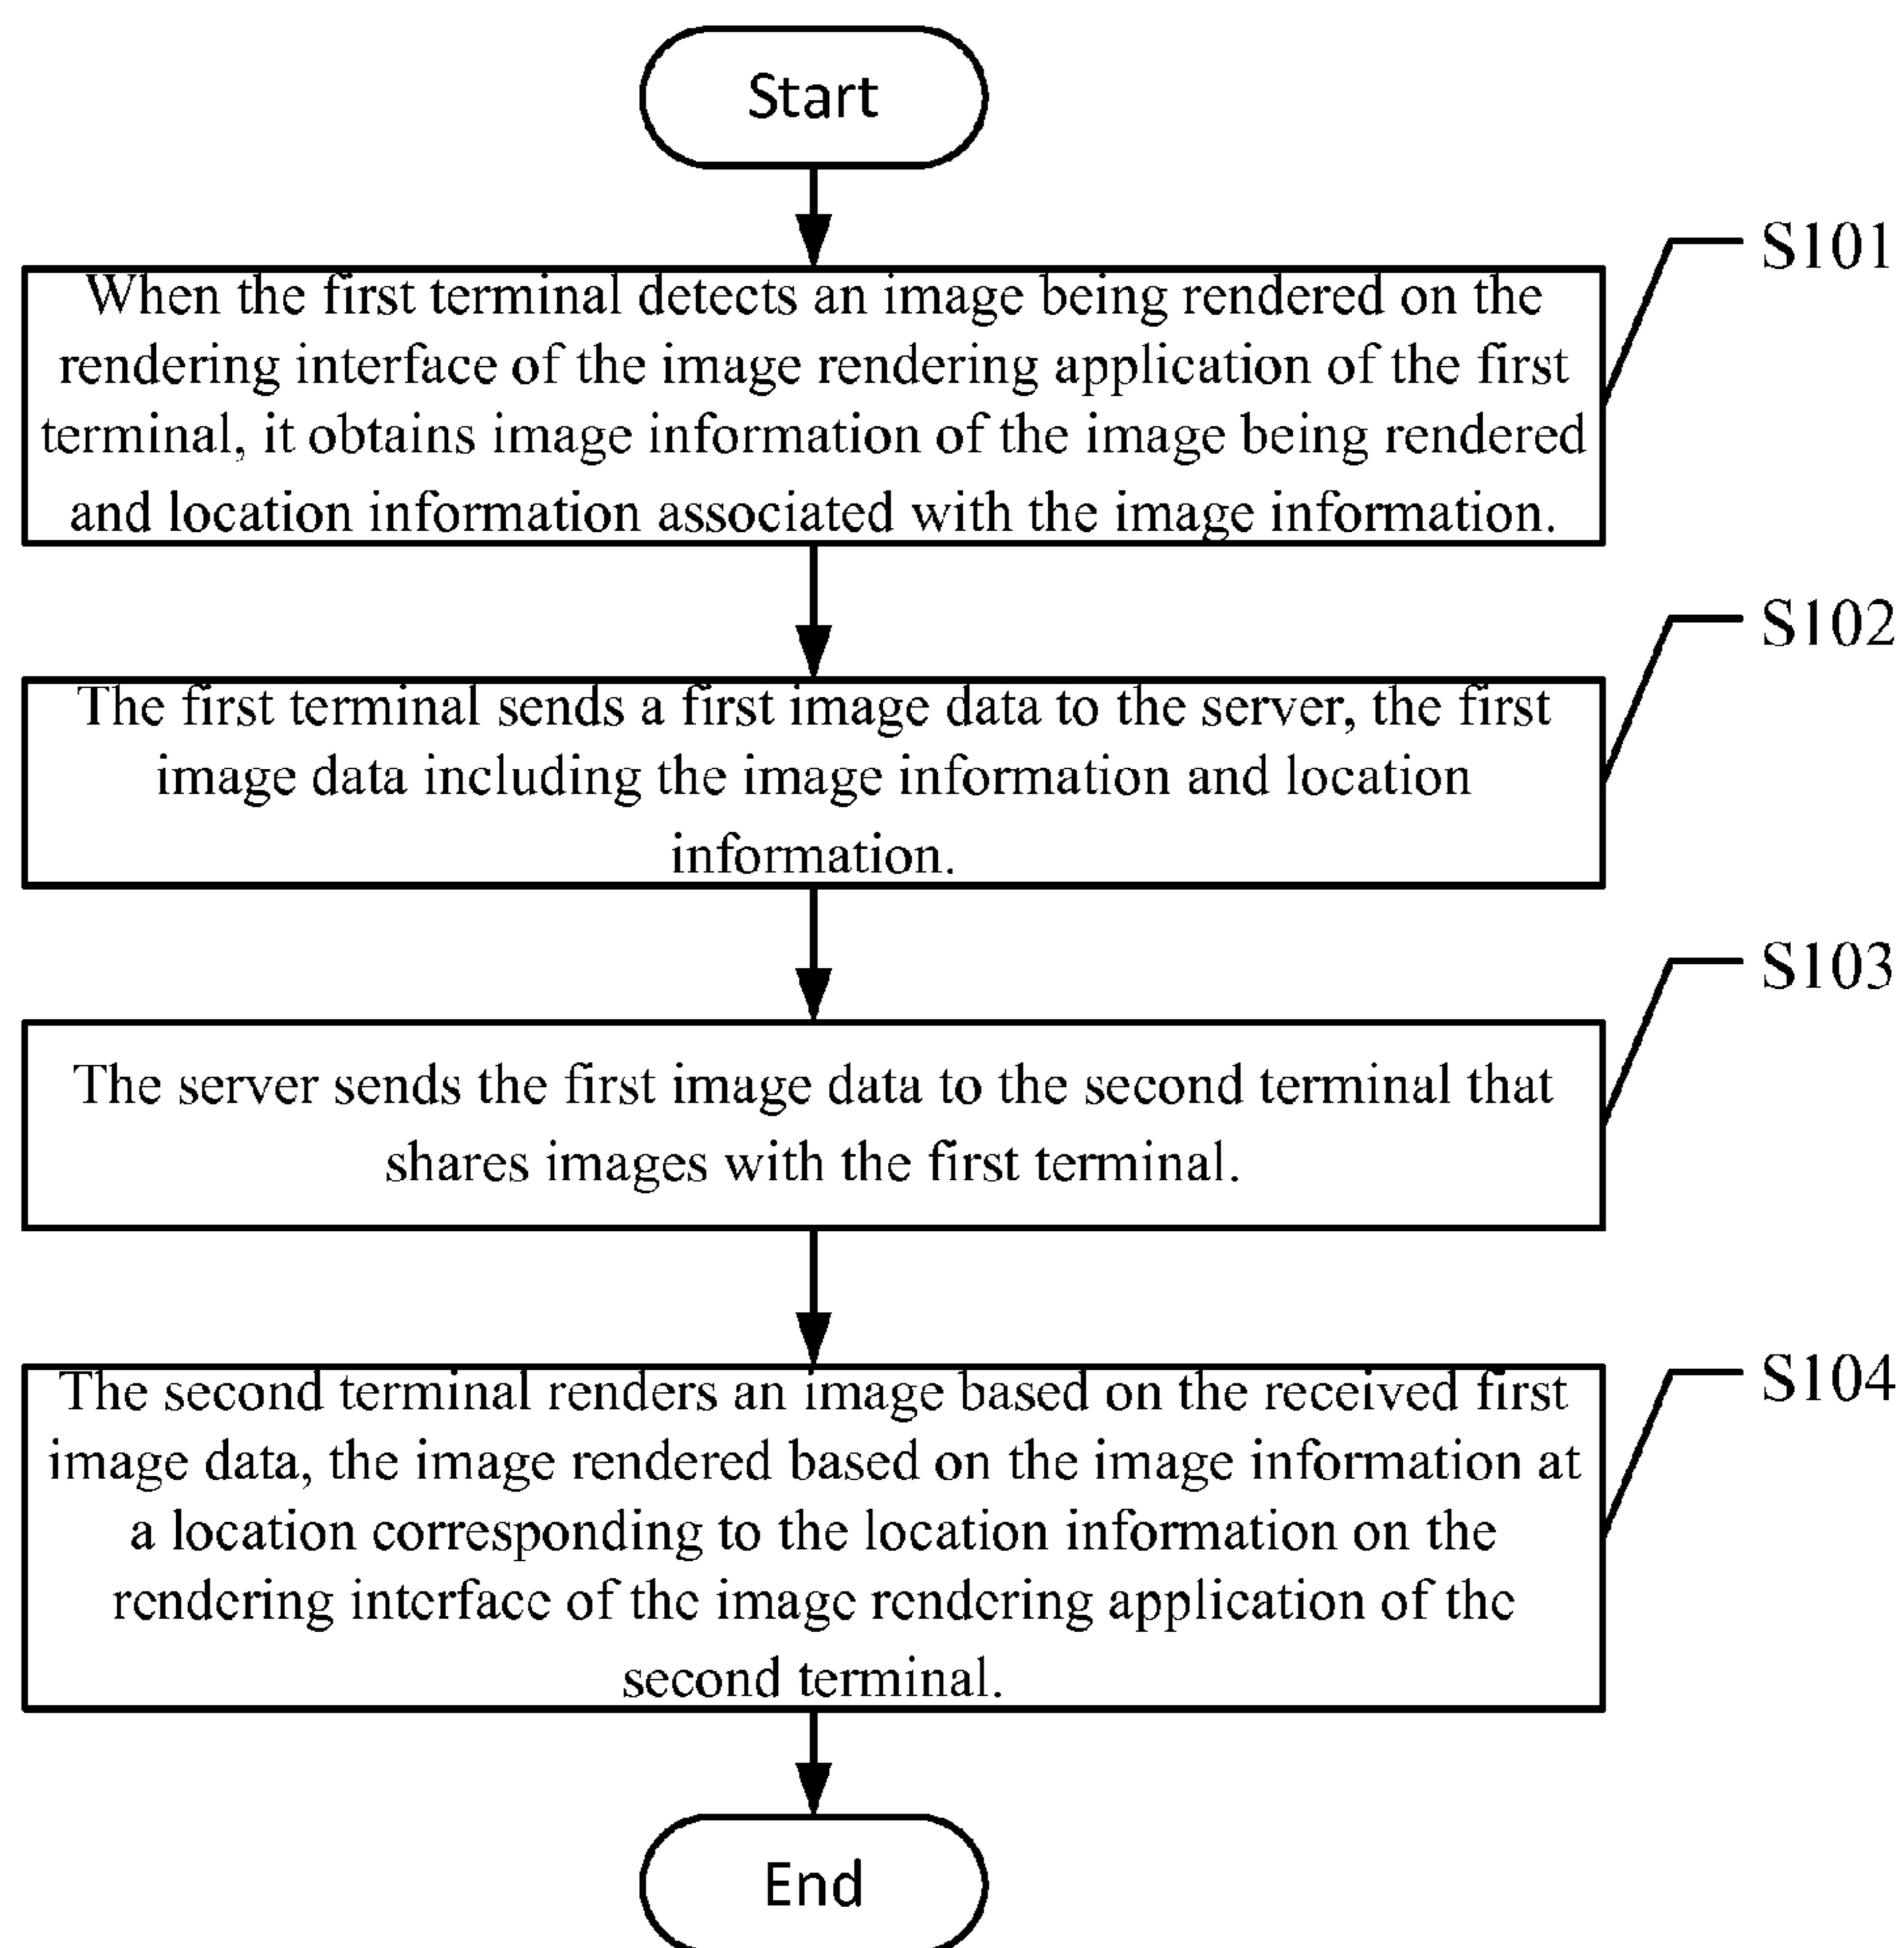 Start
S101
When the first terminal detects an image being rendered on the
rendering interface of the image rendering application of the first
terminal, it obtains image information of the image being rendered
and location information associated with the image information.
S102
The first terminal sends a first image data to the server, the first
image data including the image information and location
information.
S103
The server sends the first image data to the second terminal that
shares images with the first terminal.
S104
The second terminal renders an image based on the received first
image data, the image rendered based on the image information at
a location corresponding to the location information on the
rendering interface of the image rendering application of the
second terminal.
End